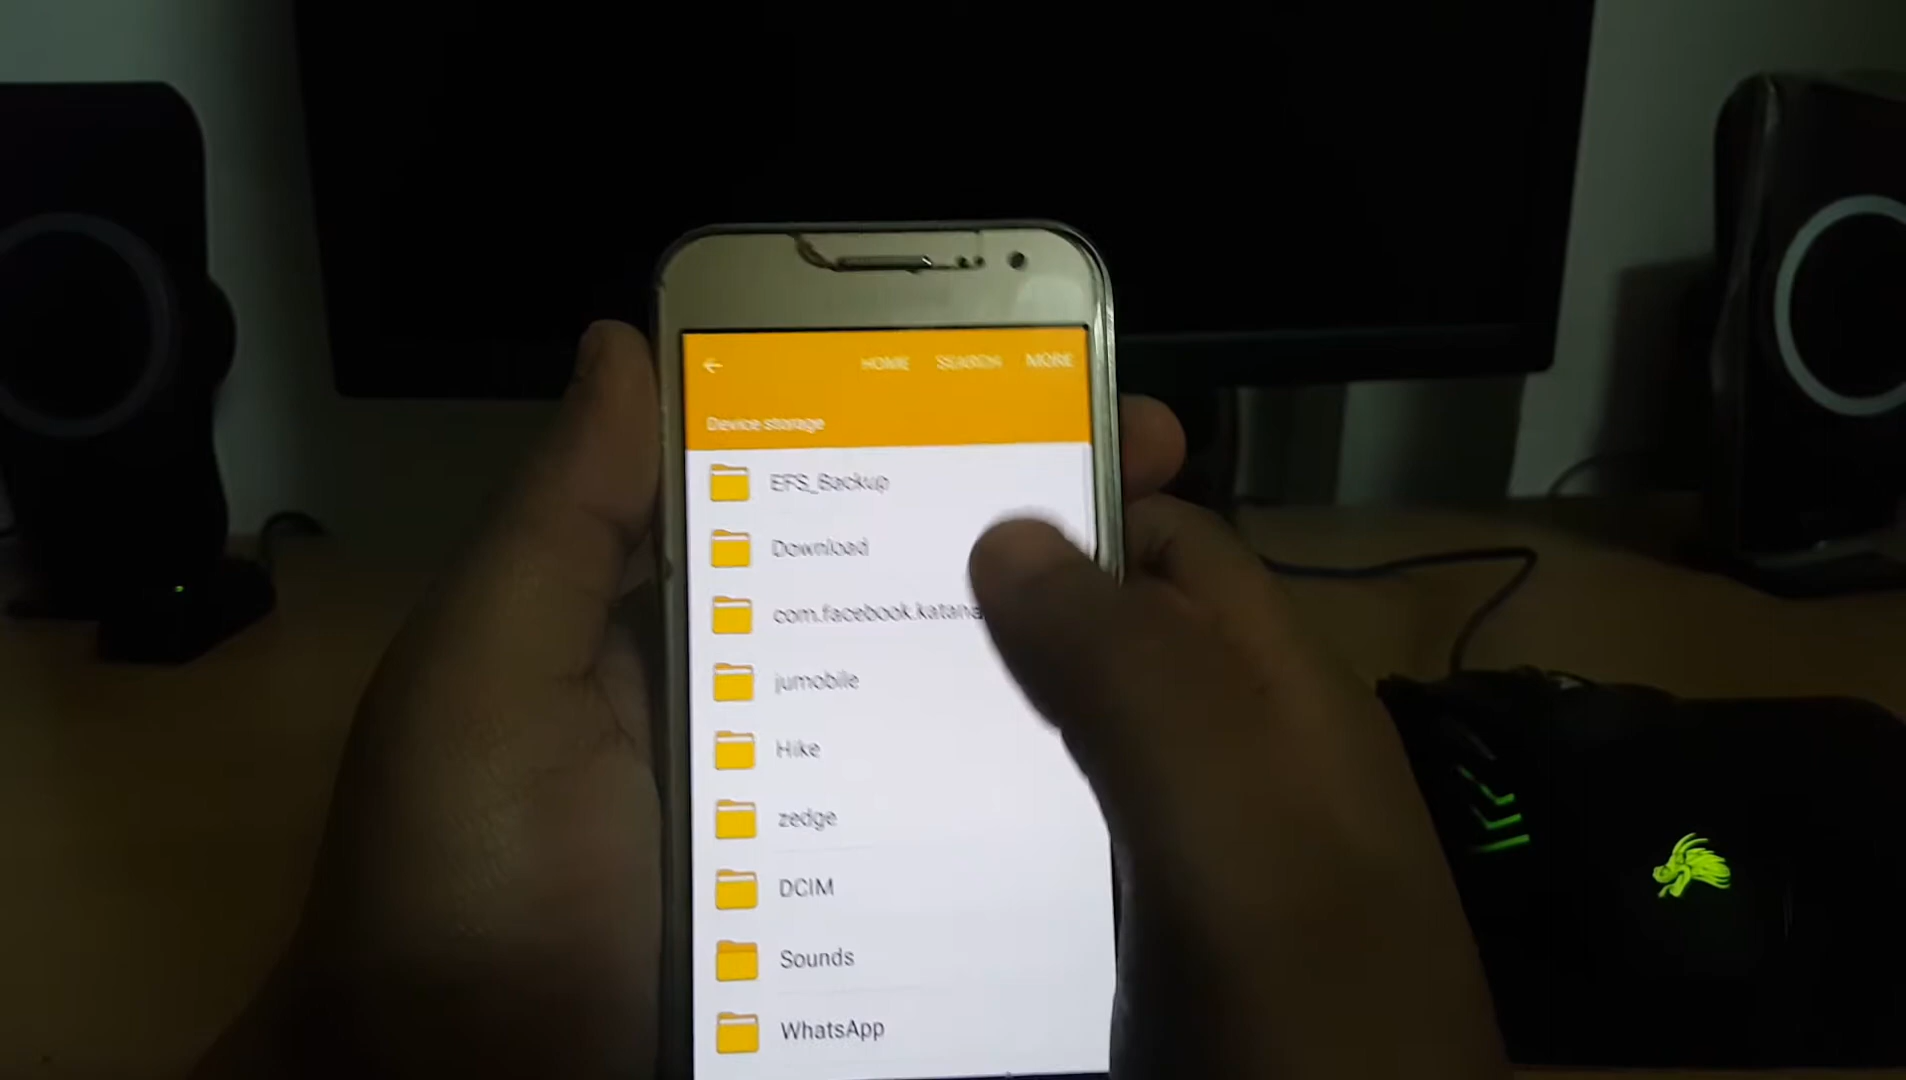 HOME SEARCH MORE
Device storage
EFS_Backup
Download
com.facebook.katana
jumobile
Hike
zedge
DCIM
Sounds
WhatsApp